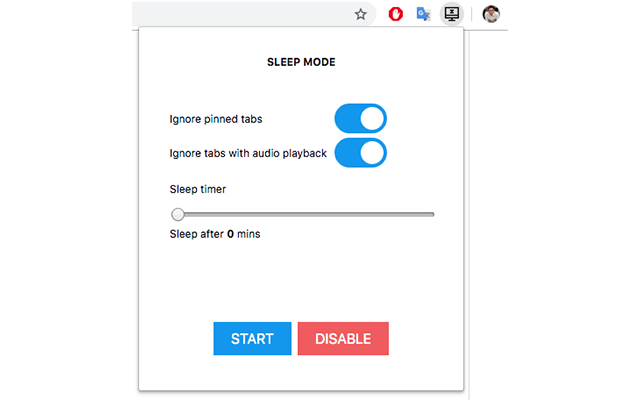 SLEEP MODE
Ignore pinned tabs
Ignore tabs with audio playback
Sleep timer
Sleep after 0 mins
START DISABLE